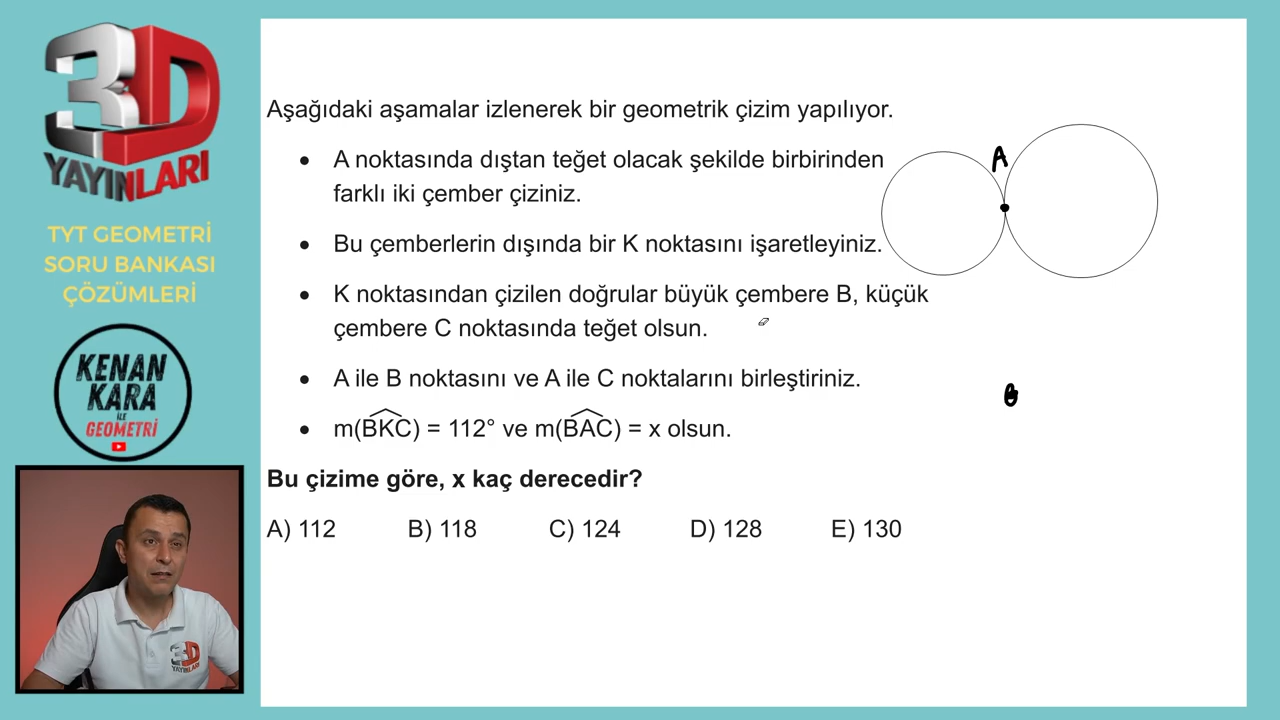 3D
YAYINLARI
TYT GEOMETRİ
SORU BANKASI
ÇÖZÜMLERİ
KENAN
KARA
İLE
GEOMETRİ
Aşağıdaki aşamalar izlenerek bir geometrik çizim yapılıyor.
• A noktasında dıştan teğet olacak şekilde birbirinden
farklı iki çember çiziniz.
• Bu çemberlerin dışında bir K noktasını işaretleyiniz.
• K noktasından çizilen doğrular büyük çembere B, küçük
çembere C noktasında teğet olsun.
• A ile B noktasını ve A ile C noktalarını birleştiriniz.
• m(BKC) = 112° ve m(BAC) = x olsun.
Bu çizime göre, x kaç derecedir?
A) 112 B) 118 C) 124 D) 128 E) 130
A
3D
YAYINLARI